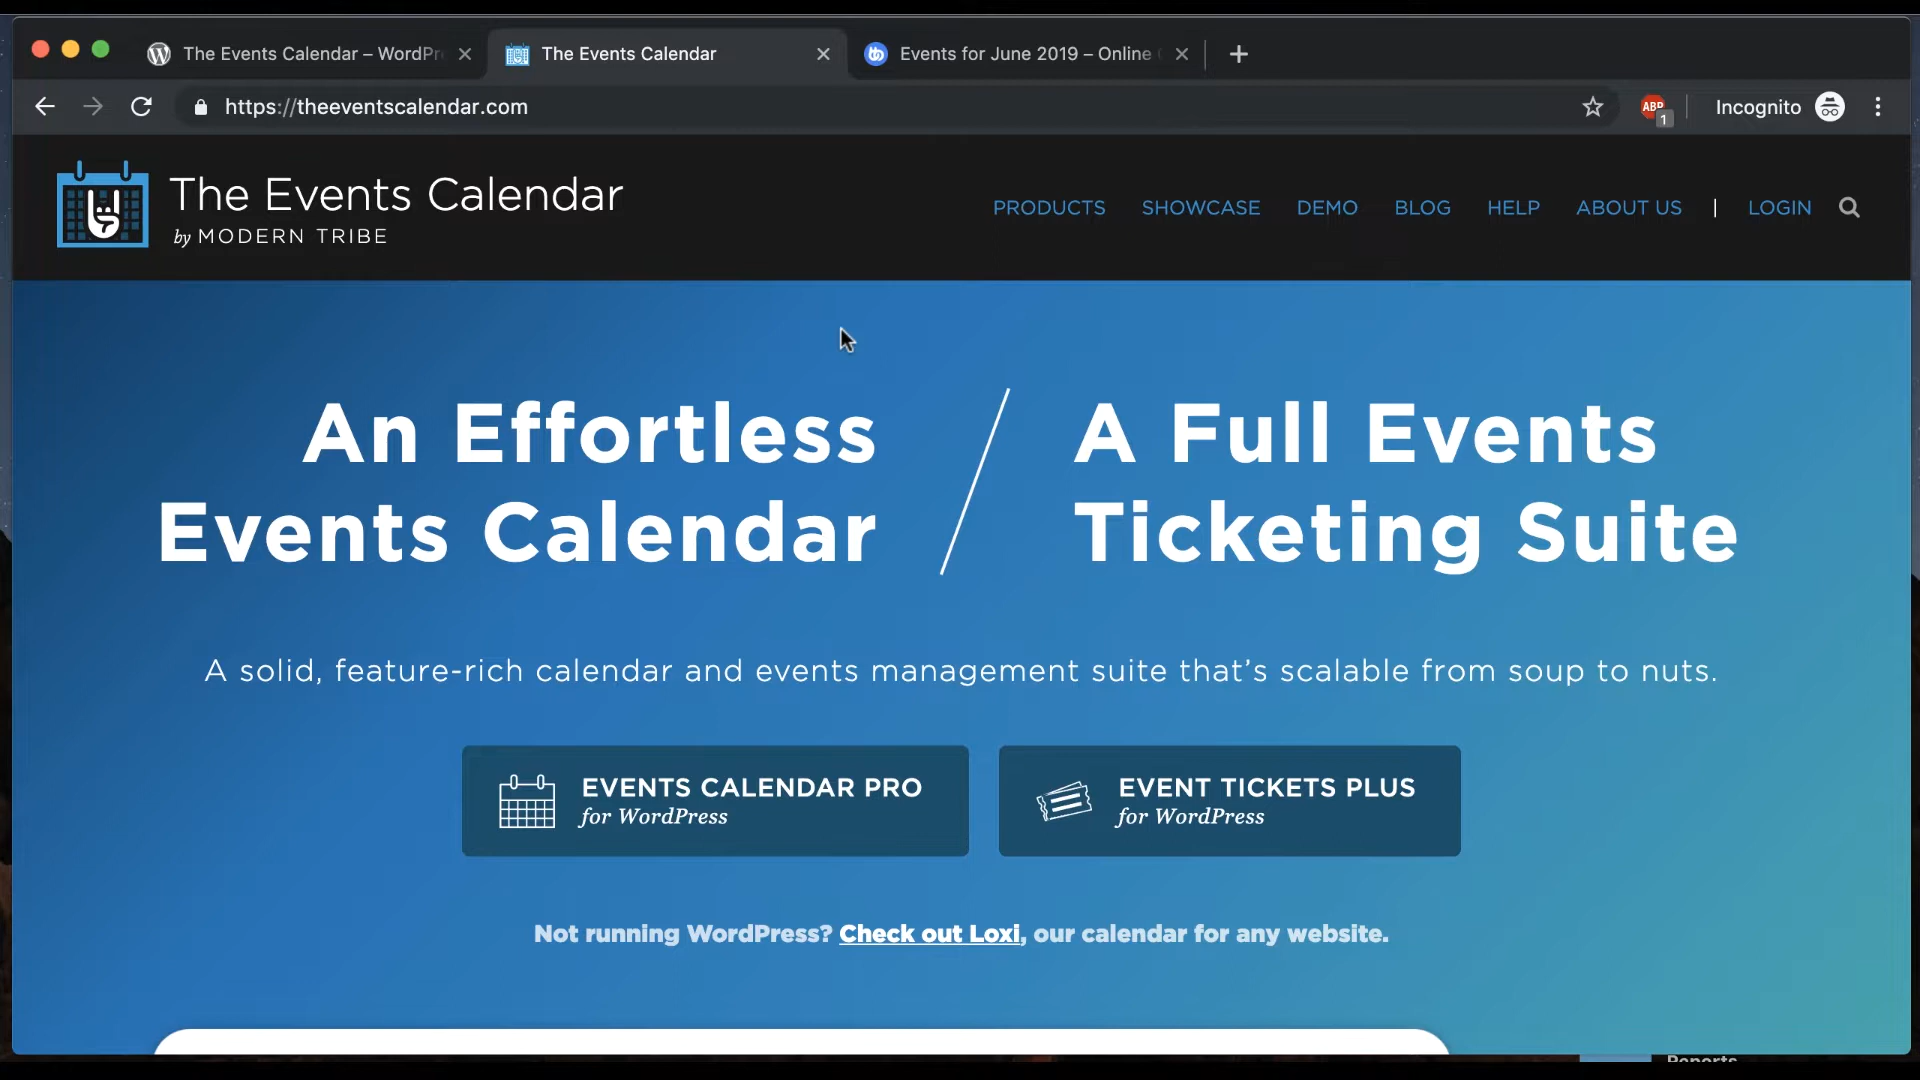 The Events Calendar – WordPr
The Events Calendar
Events for June 2019 – Online
https://theeventscalendar.com
ABP
1
Incognito
The Events Calendar
by MODERN TRIBE
PRODUCTS SHOWCASE DEMO BLOG HELP ABOUT US | LOGIN
An Effortless
Events Calendar
A Full Events
Ticketing Suite
A solid, feature-rich calendar and events management suite that's scalable from soup to nuts.
EVENTS CALENDAR PRO
for WordPress
EVENT TICKETS PLUS
for WordPress
Not running WordPress? Check out Loxi, our calendar for any website.
Reports